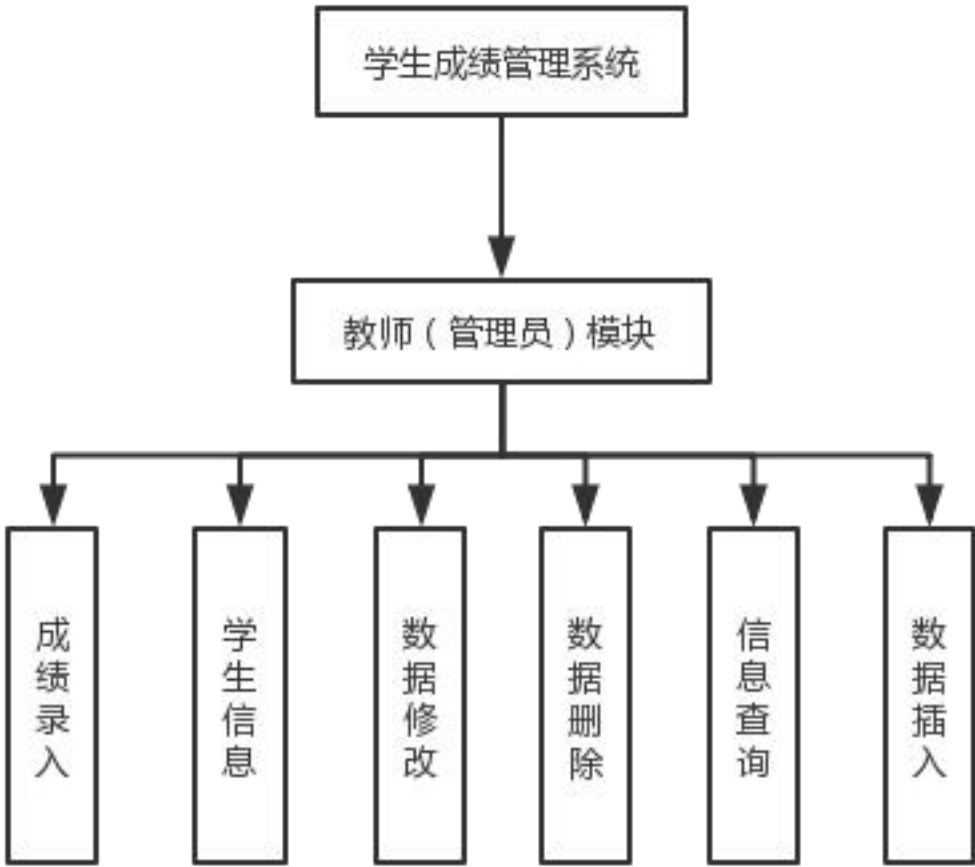 学生成绩管理系统
教师（管理员）模块
成绩录入
学生信息
数据修改
数据删除
信息查询
数据插入